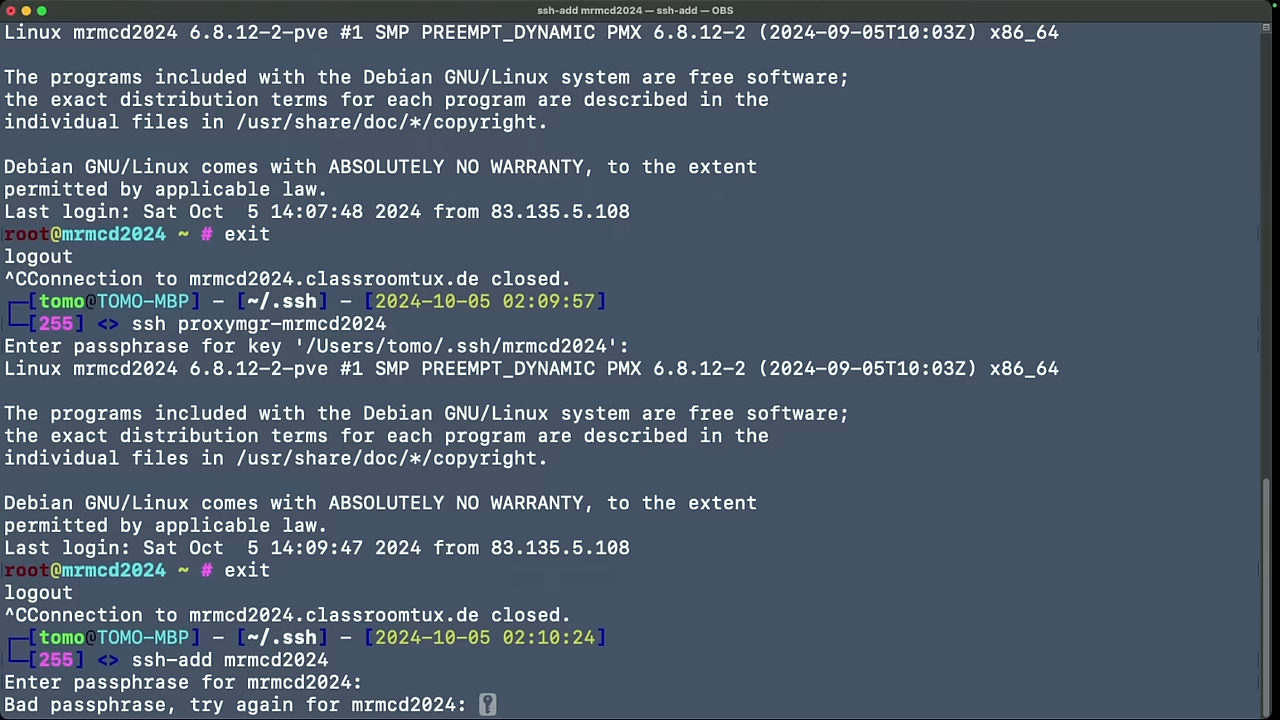 ssh-add mrmcd2024 — ssh-add — OBS
Linux mrmcd2024 6.8.12-2-pve #1 SMP PREEMPT_DYNAMIC PMX 6.8.12-2 (2024-09-05T10:03Z) x86_64
The programs included with the Debian GNU/Linux system are free software;
the exact distribution terms for each program are described in the
individual files in /usr/share/doc/*/copyright.
Debian GNU/Linux comes with ABSOLUTELY NO WARRANTY, to the extent
permitted by applicable law.
Last login: Sat Oct  5 14:07:48 2024 from 83.135.5.108
root@mrmcd2024 ~ # exit
logout
^CConnection to mrmcd2024.classroomtux.de closed.
┌─[tomo@TOMO-MBP] – [~/.ssh] – [2024-10-05 02:09:57]
└─[255] <> ssh proxymgr-mrmcd2024
Enter passphrase for key '/Users/tomo/.ssh/mrmcd2024':
Linux mrmcd2024 6.8.12-2-pve #1 SMP PREEMPT_DYNAMIC PMX 6.8.12-2 (2024-09-05T10:03Z) x86_64
The programs included with the Debian GNU/Linux system are free software;
the exact distribution terms for each program are described in the
individual files in /usr/share/doc/*/copyright.
Debian GNU/Linux comes with ABSOLUTELY NO WARRANTY, to the extent
permitted by applicable law.
Last login: Sat Oct  5 14:09:47 2024 from 83.135.5.108
root@mrmcd2024 ~ # exit
logout
^CConnection to mrmcd2024.classroomtux.de closed.
┌─[tomo@TOMO-MBP] – [~/.ssh] – [2024-10-05 02:10:24]
└─[255] <> ssh-add mrmcd2024
Enter passphrase for mrmcd2024:
Bad passphrase, try again for mrmcd2024: